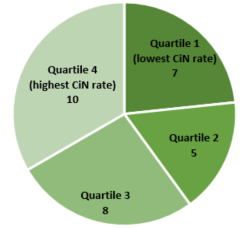 Quartile 1
(lowest CiN rate)
7
Quartile 2
5
Quartile 3
8
Quartile 4
(highest CiN rate)
10